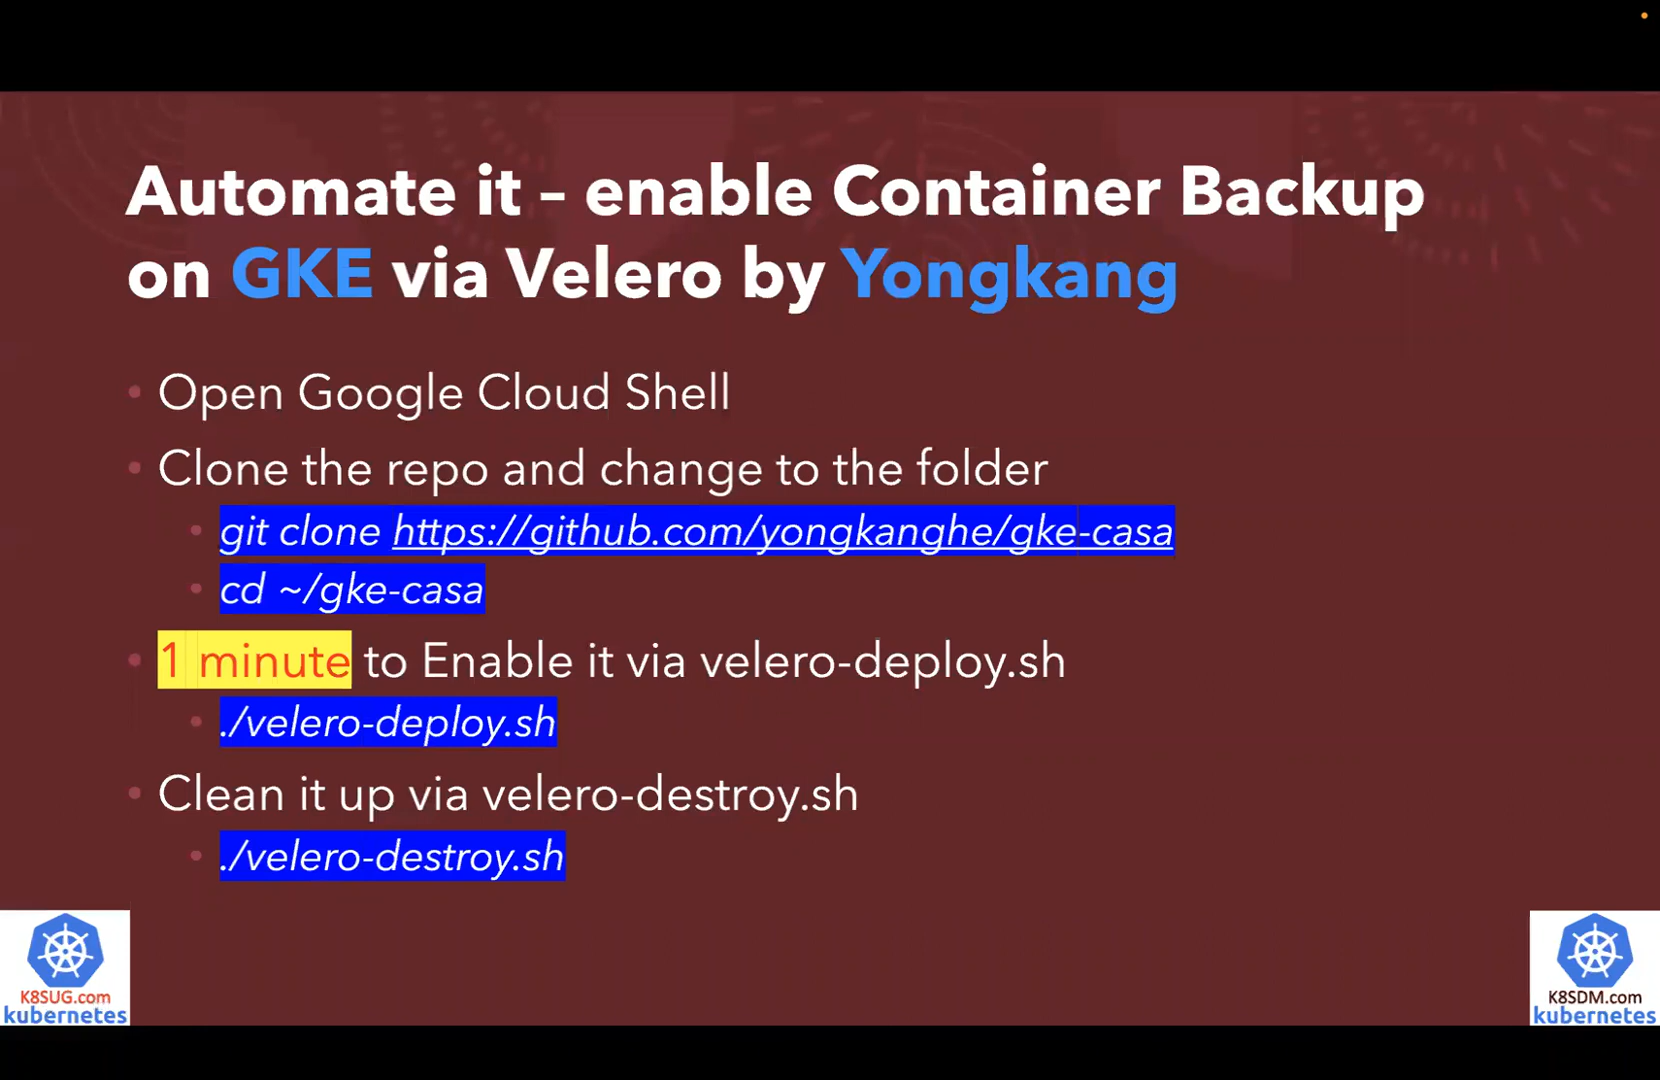 Automate it – enable Container Backup
on GKE via Velero by Yongkang
• Open Google Cloud Shell
• Clone the repo and change to the folder
• git clone https://github.com/yongkanghe/gke-casa
• cd ~/gke-casa
• 1 minute to Enable it via velero-deploy.sh
• ./velero-deploy.sh
• Clean it up via velero-destroy.sh
• ./velero-destroy.sh
K8SUG.com
kubernetes
K8SDM.com
kubernetes